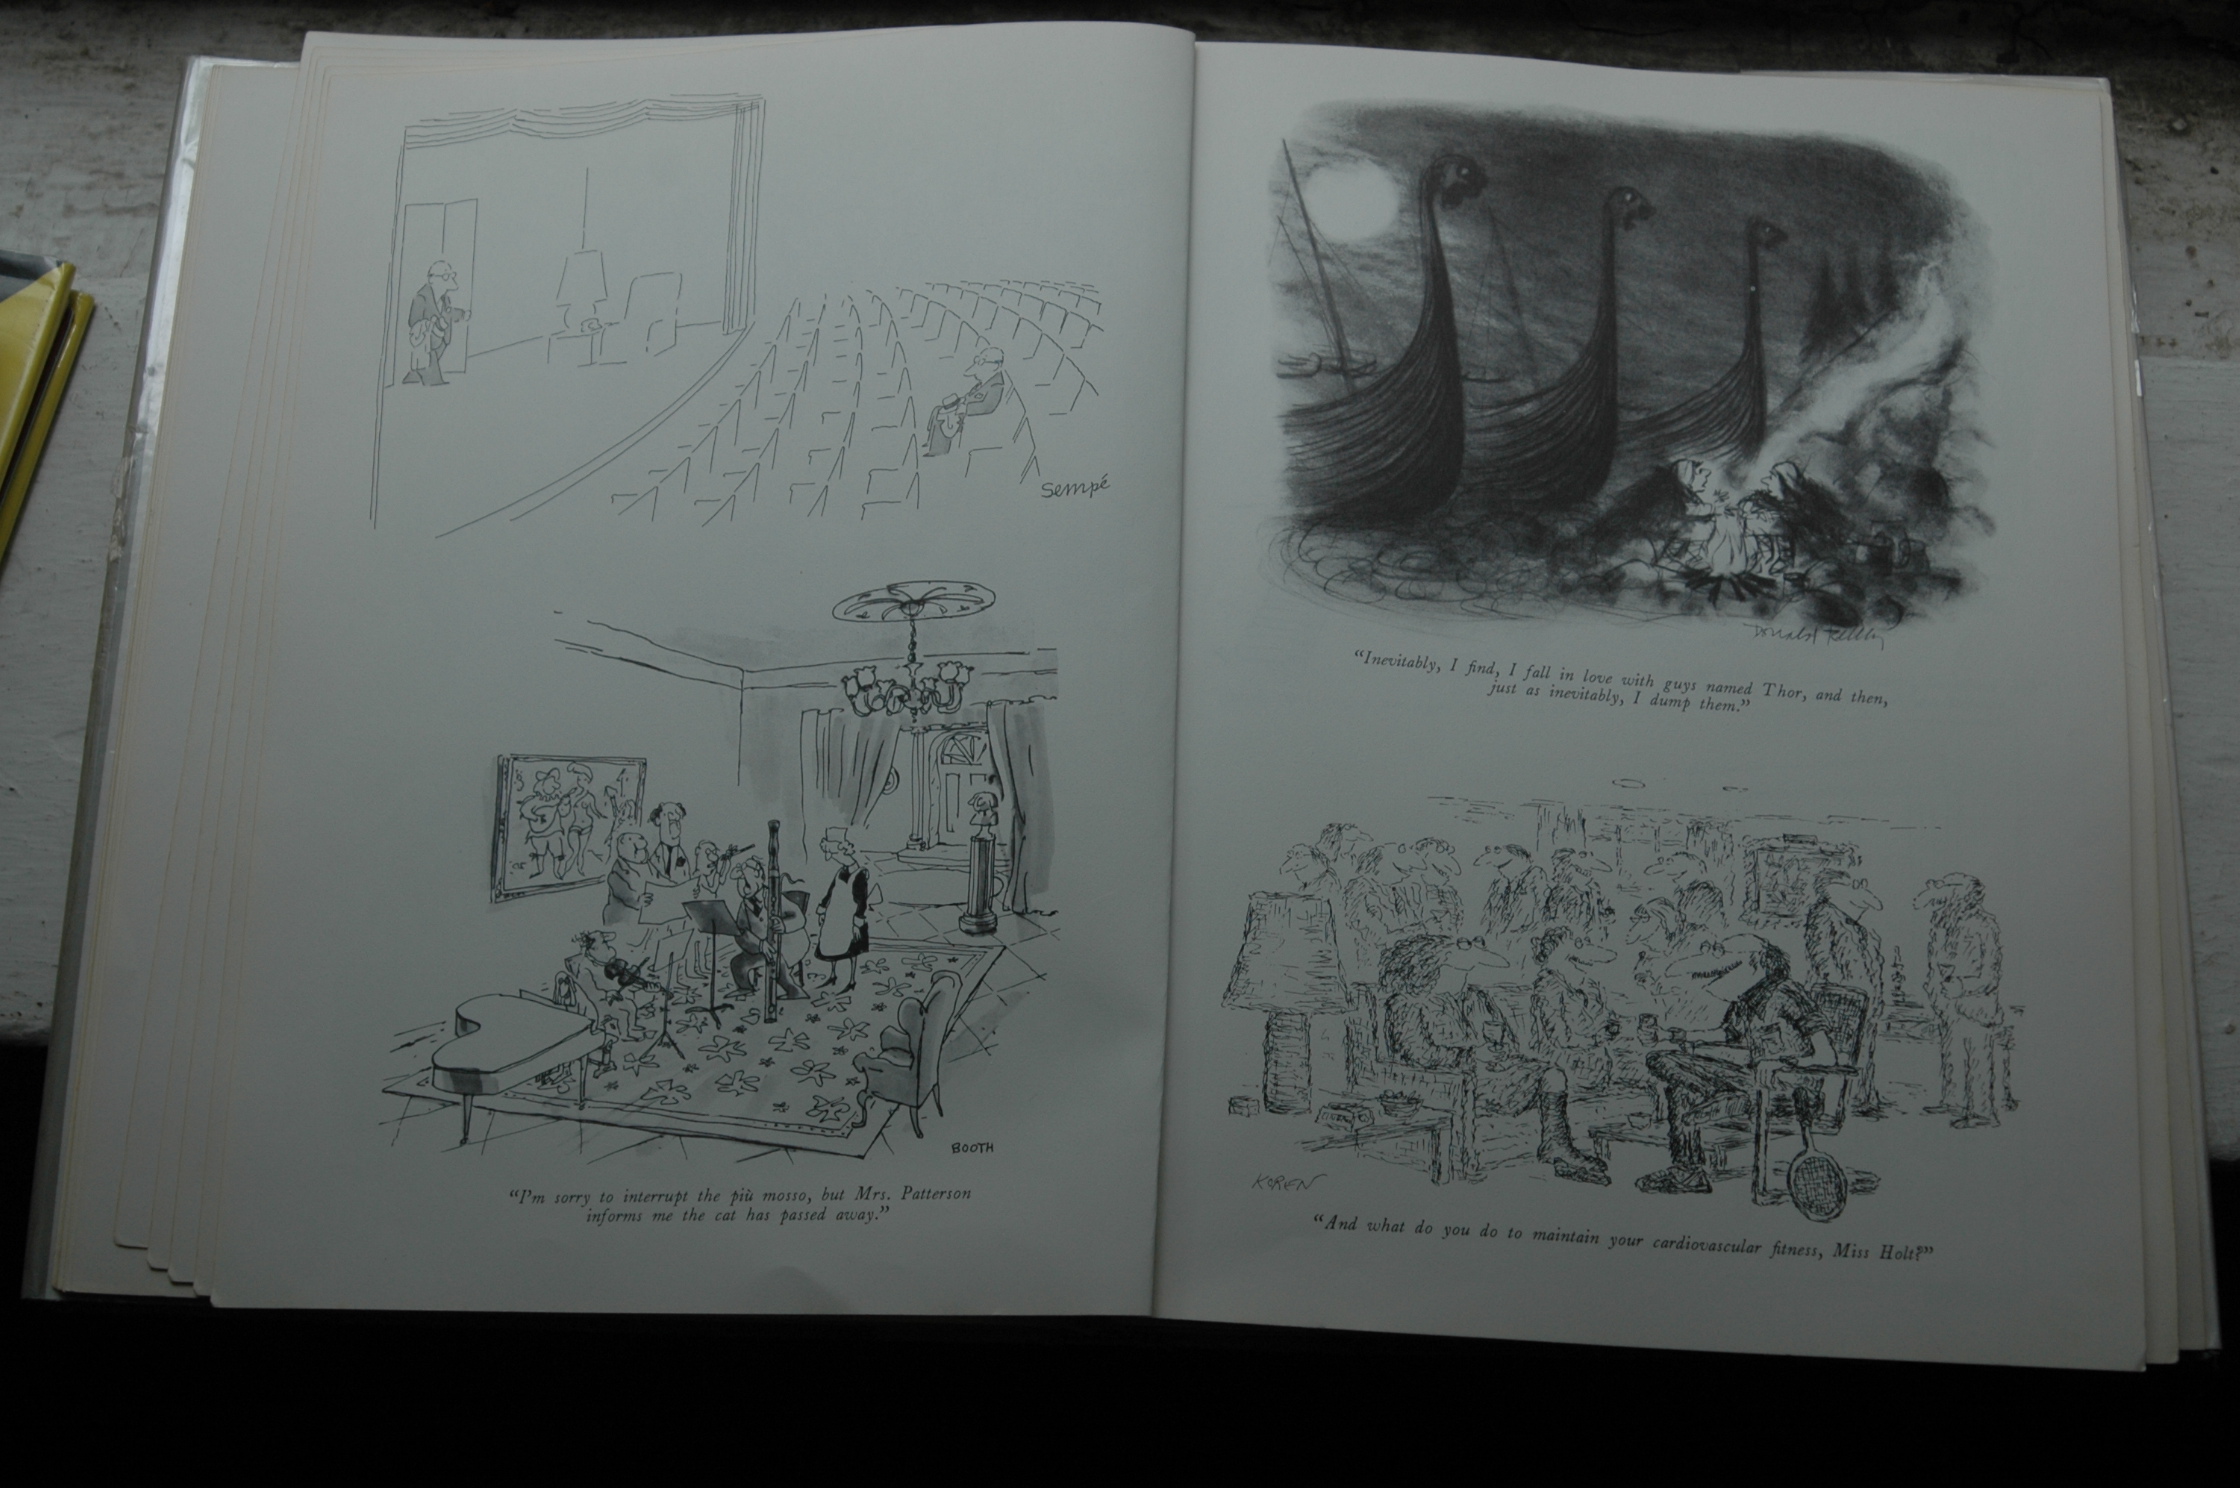 Sempé
"I'm sorry to interrupt the più mosso, but Mrs. Patterson
informs me the cat has passed away."
BOOTH
Donald Reilly
"Inevitably, I find, I fall in love with guys named Thor, and then,
just as inevitably, I dump them."
KOREN
"And what do you do to maintain your cardiovascular fitness, Miss Holt?"